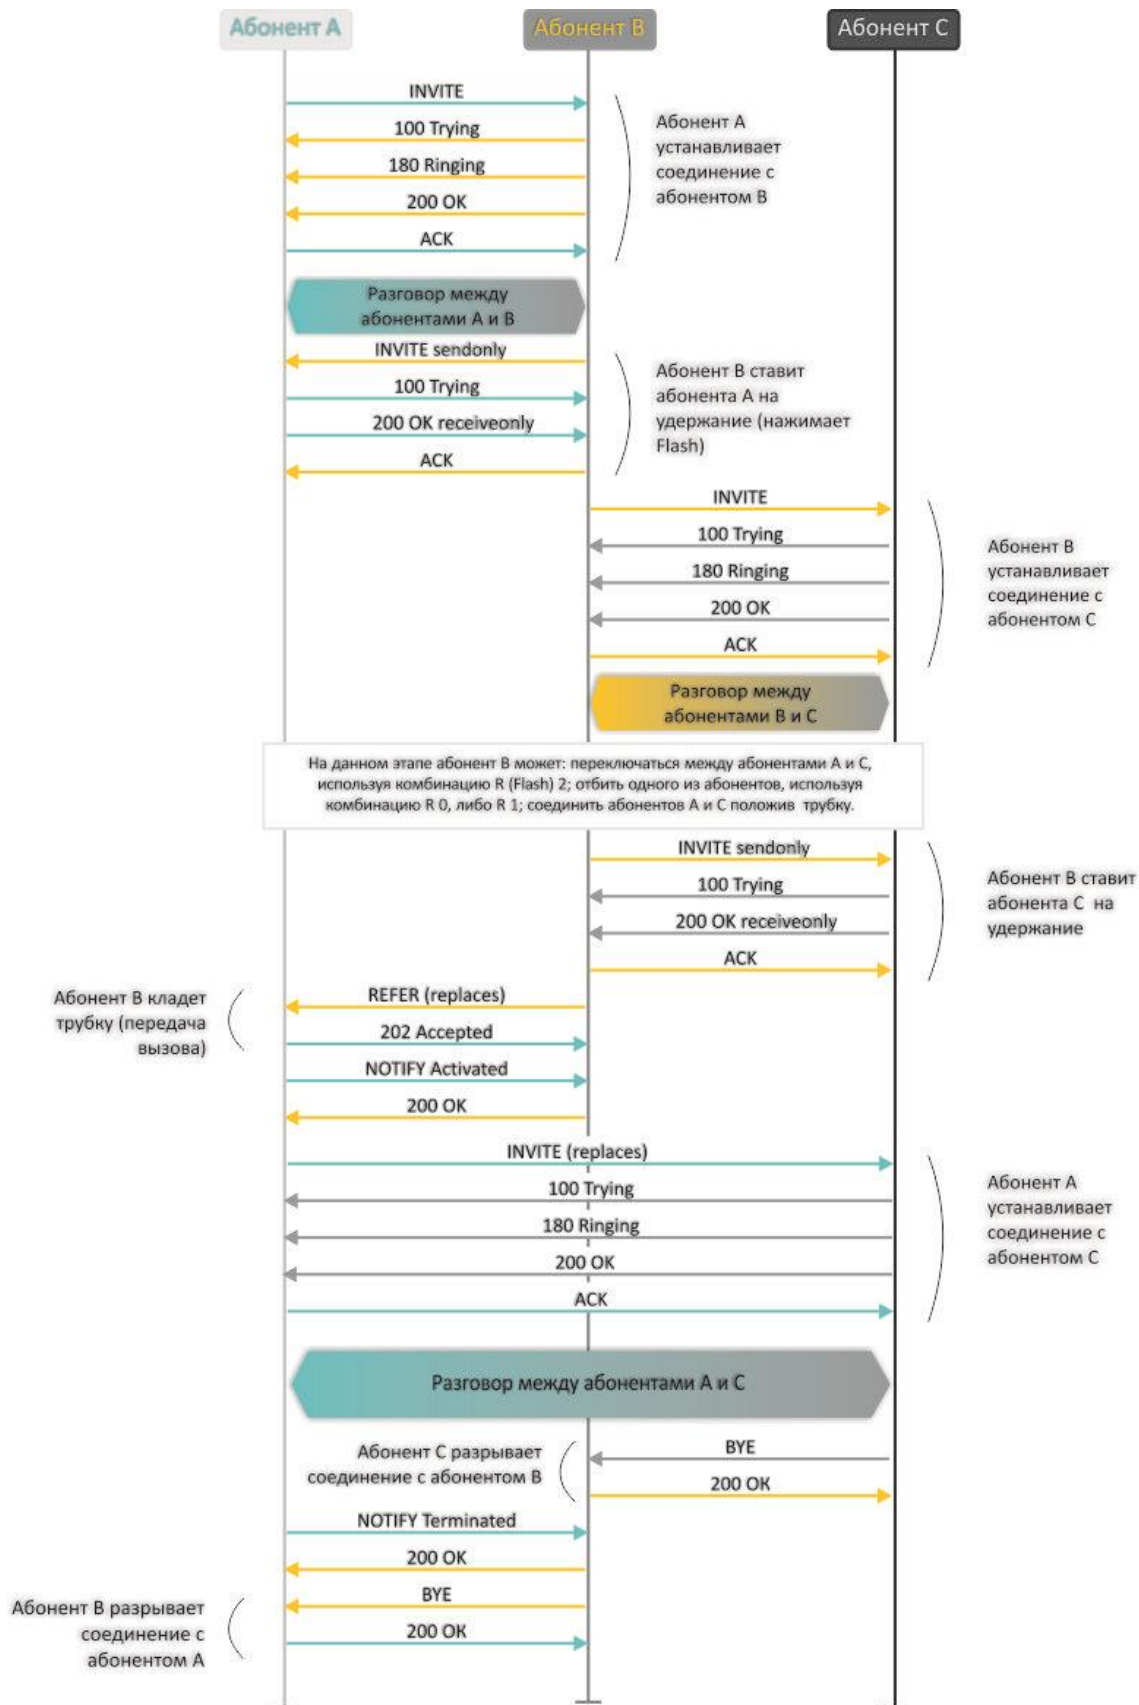 Абонент A
Абонент B
Абонент C
INVITE
100 Trying
180 Ringing
200 OK
ACK
Абонент A
устанавливает
соединение с
абонентом B
Разговор между
абонентами A и B
INVITE sendonly
100 Trying
200 OK receiveonly
ACK
Абонент B ставит
абонента A на
удержание (нажимает
Flash)
INVITE
100 Trying
180 Ringing
200 OK
ACK
Абонент B
устанавливает
соединение с
абонентом C
Разговор между
абонентами B и C
На данном этапе абонент B может: переключаться между абонентами A и C,
используя комбинацию R (Flash) 2; отбить одного из абонентов, используя
комбинацию R 0, либо R 1; соединить абонентов A и C положив трубку.
INVITE sendonly
100 Trying
200 OK receiveonly
ACK
Абонент B ставит
абонента C на
удержание
Абонент B кладет
трубку (передача
вызова)
REFER (replaces)
202 Accepted
NOTIFY Activated
200 OK
INVITE (replaces)
100 Trying
180 Ringing
200 OK
ACK
Абонент A
устанавливает
соединение с
абонентом C
Разговор между абонентами A и C
Абонент C разрывает
соединение с абонентом B
BYE
200 OK
NOTIFY Terminated
200 OK
BYE
200 OK
Абонент B разрывает
соединение с
абонентом A